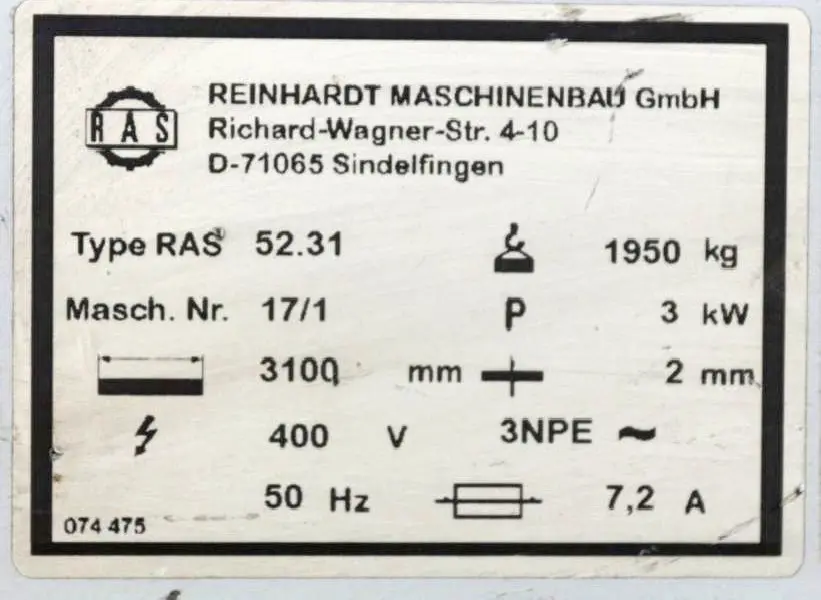 RAS
REINHARDT MASCHINENBAU GmbH
Richard-Wagner-Str. 4-10
D-71065 Sindelfingen
Type RAS 52.31 1950 kg
Masch. Nr. 17/1 P 3 kW
3100 mm 2 mm
400 V 3NPE ~
50 Hz 7,2 A
074 475